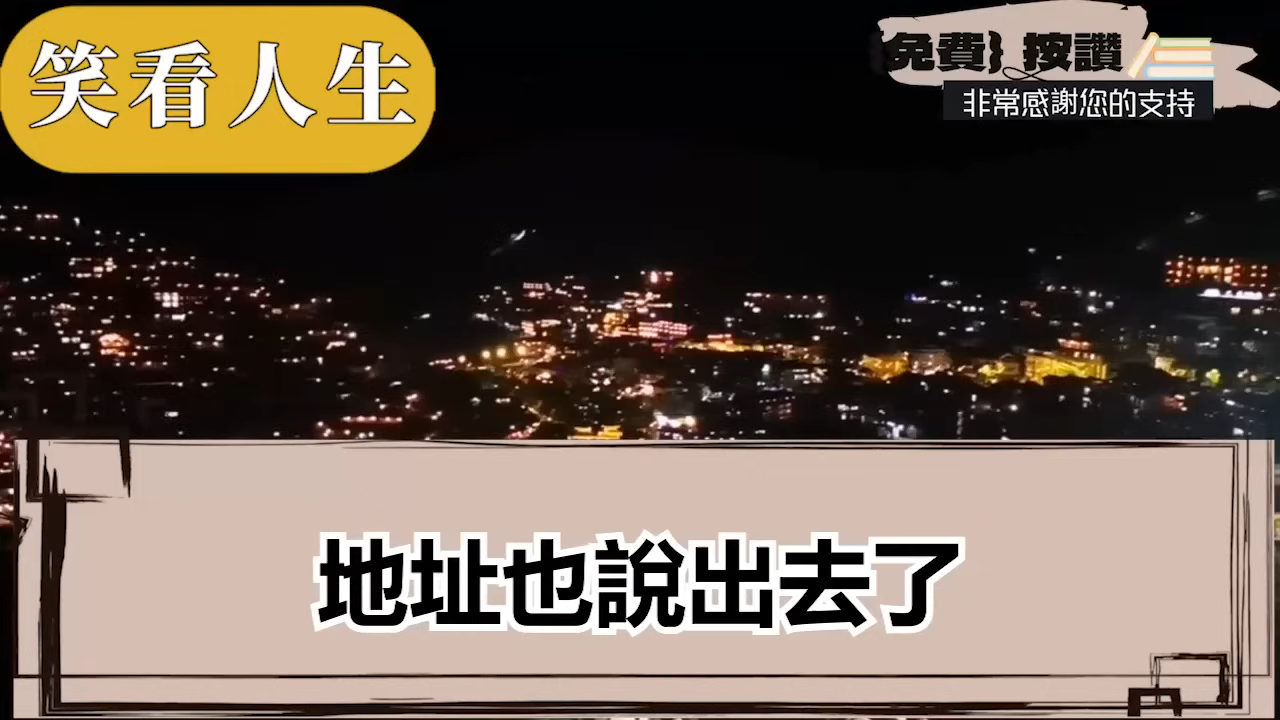 笑看人生
{免費} 按讚
非常感謝您的支持
地址也說出去了